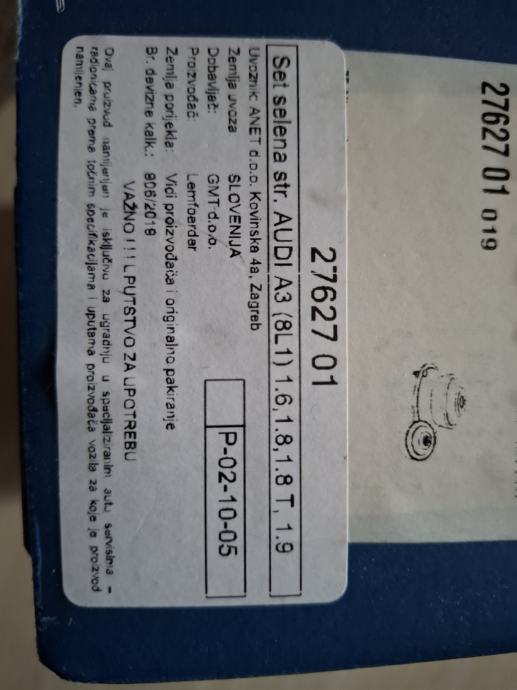 27627 01 019
27627 01
Set selena str. AUDI A3 (8L1) 1.6,1.8,1.8 T, 1.9
Uvoznik: ANET d.o.o. Kovinska 4a, Zagreb
Zemlja uvoza SLOVENIJA
Dobavljač: GMT d.o.o.
P-02-10-05
Proizvođač: Lemfoerder
Zemlja porijekla: Vidi proizvođača i originalno pakiranje
Br. devizne kalk.: 806/2019
VAŽNO ! ! ! UPUTSTVO ZA UPOTREBU
Ovaj proizvod namijenjen je isključivo za ugradnju u specijaliziranim auto servisima –
radionicama prema točnim specifikacijama i uputama proizvođača vozila za koje je proizvod
namijenjen.